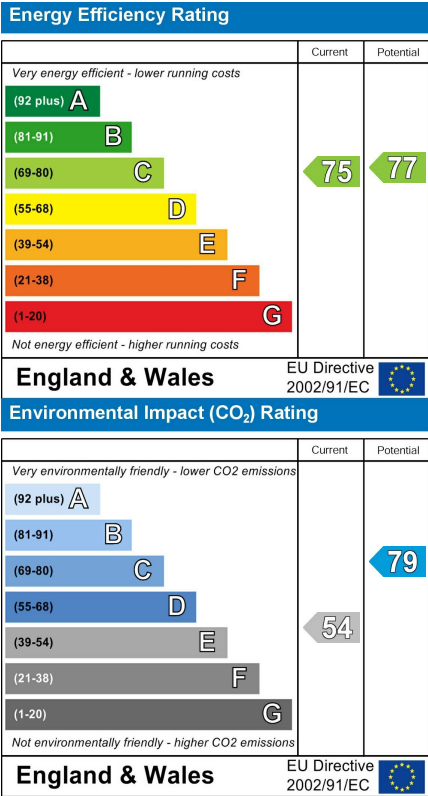 Energy Efficiency Rating
Current Potential
Very energy efficient - lower running costs
(92 plus) A
(81-91) B
(69-80) C 75 77
(55-68) D
(39-54) E
(21-38) F
(1-20) G
Not energy efficient - higher running costs
England & Wales
EU Directive
2002/91/EC
Environmental Impact (CO₂) Rating
Current Potential
Very environmentally friendly - lower CO2 emissions
(92 plus) A
(81-91) B
(69-80) C 79
(55-68) D
(39-54) E 54
(21-38) F
(1-20) G
Not environmentally friendly - higher CO2 emissions
England & Wales
EU Directive
2002/91/EC